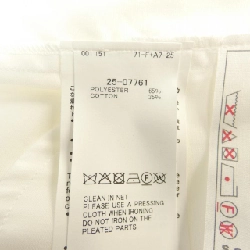 25-07761
POLYESTER 65%
COTTON 35%
CLEAN IN NET
PLEASE USE A PRESSING
CLOTH WHEN IRONING
DO NOT IRON ON THE
PLEATED PARTS